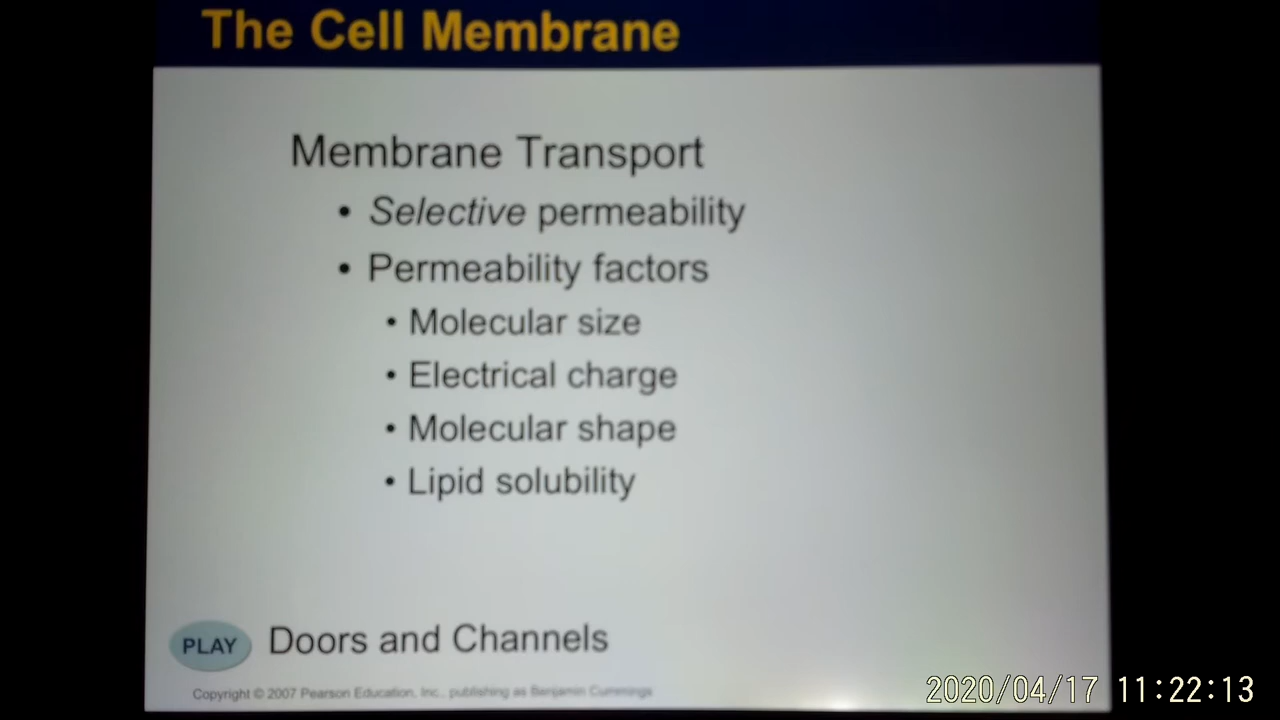 The Cell Membrane
Membrane Transport
• Selective permeability
• Permeability factors
• Molecular size
• Electrical charge
• Molecular shape
• Lipid solubility
PLAY Doors and Channels
Copyright © 2007 Pearson Education, Inc., publishing as Benjamin Cummings
2020/04/17 11:22:13